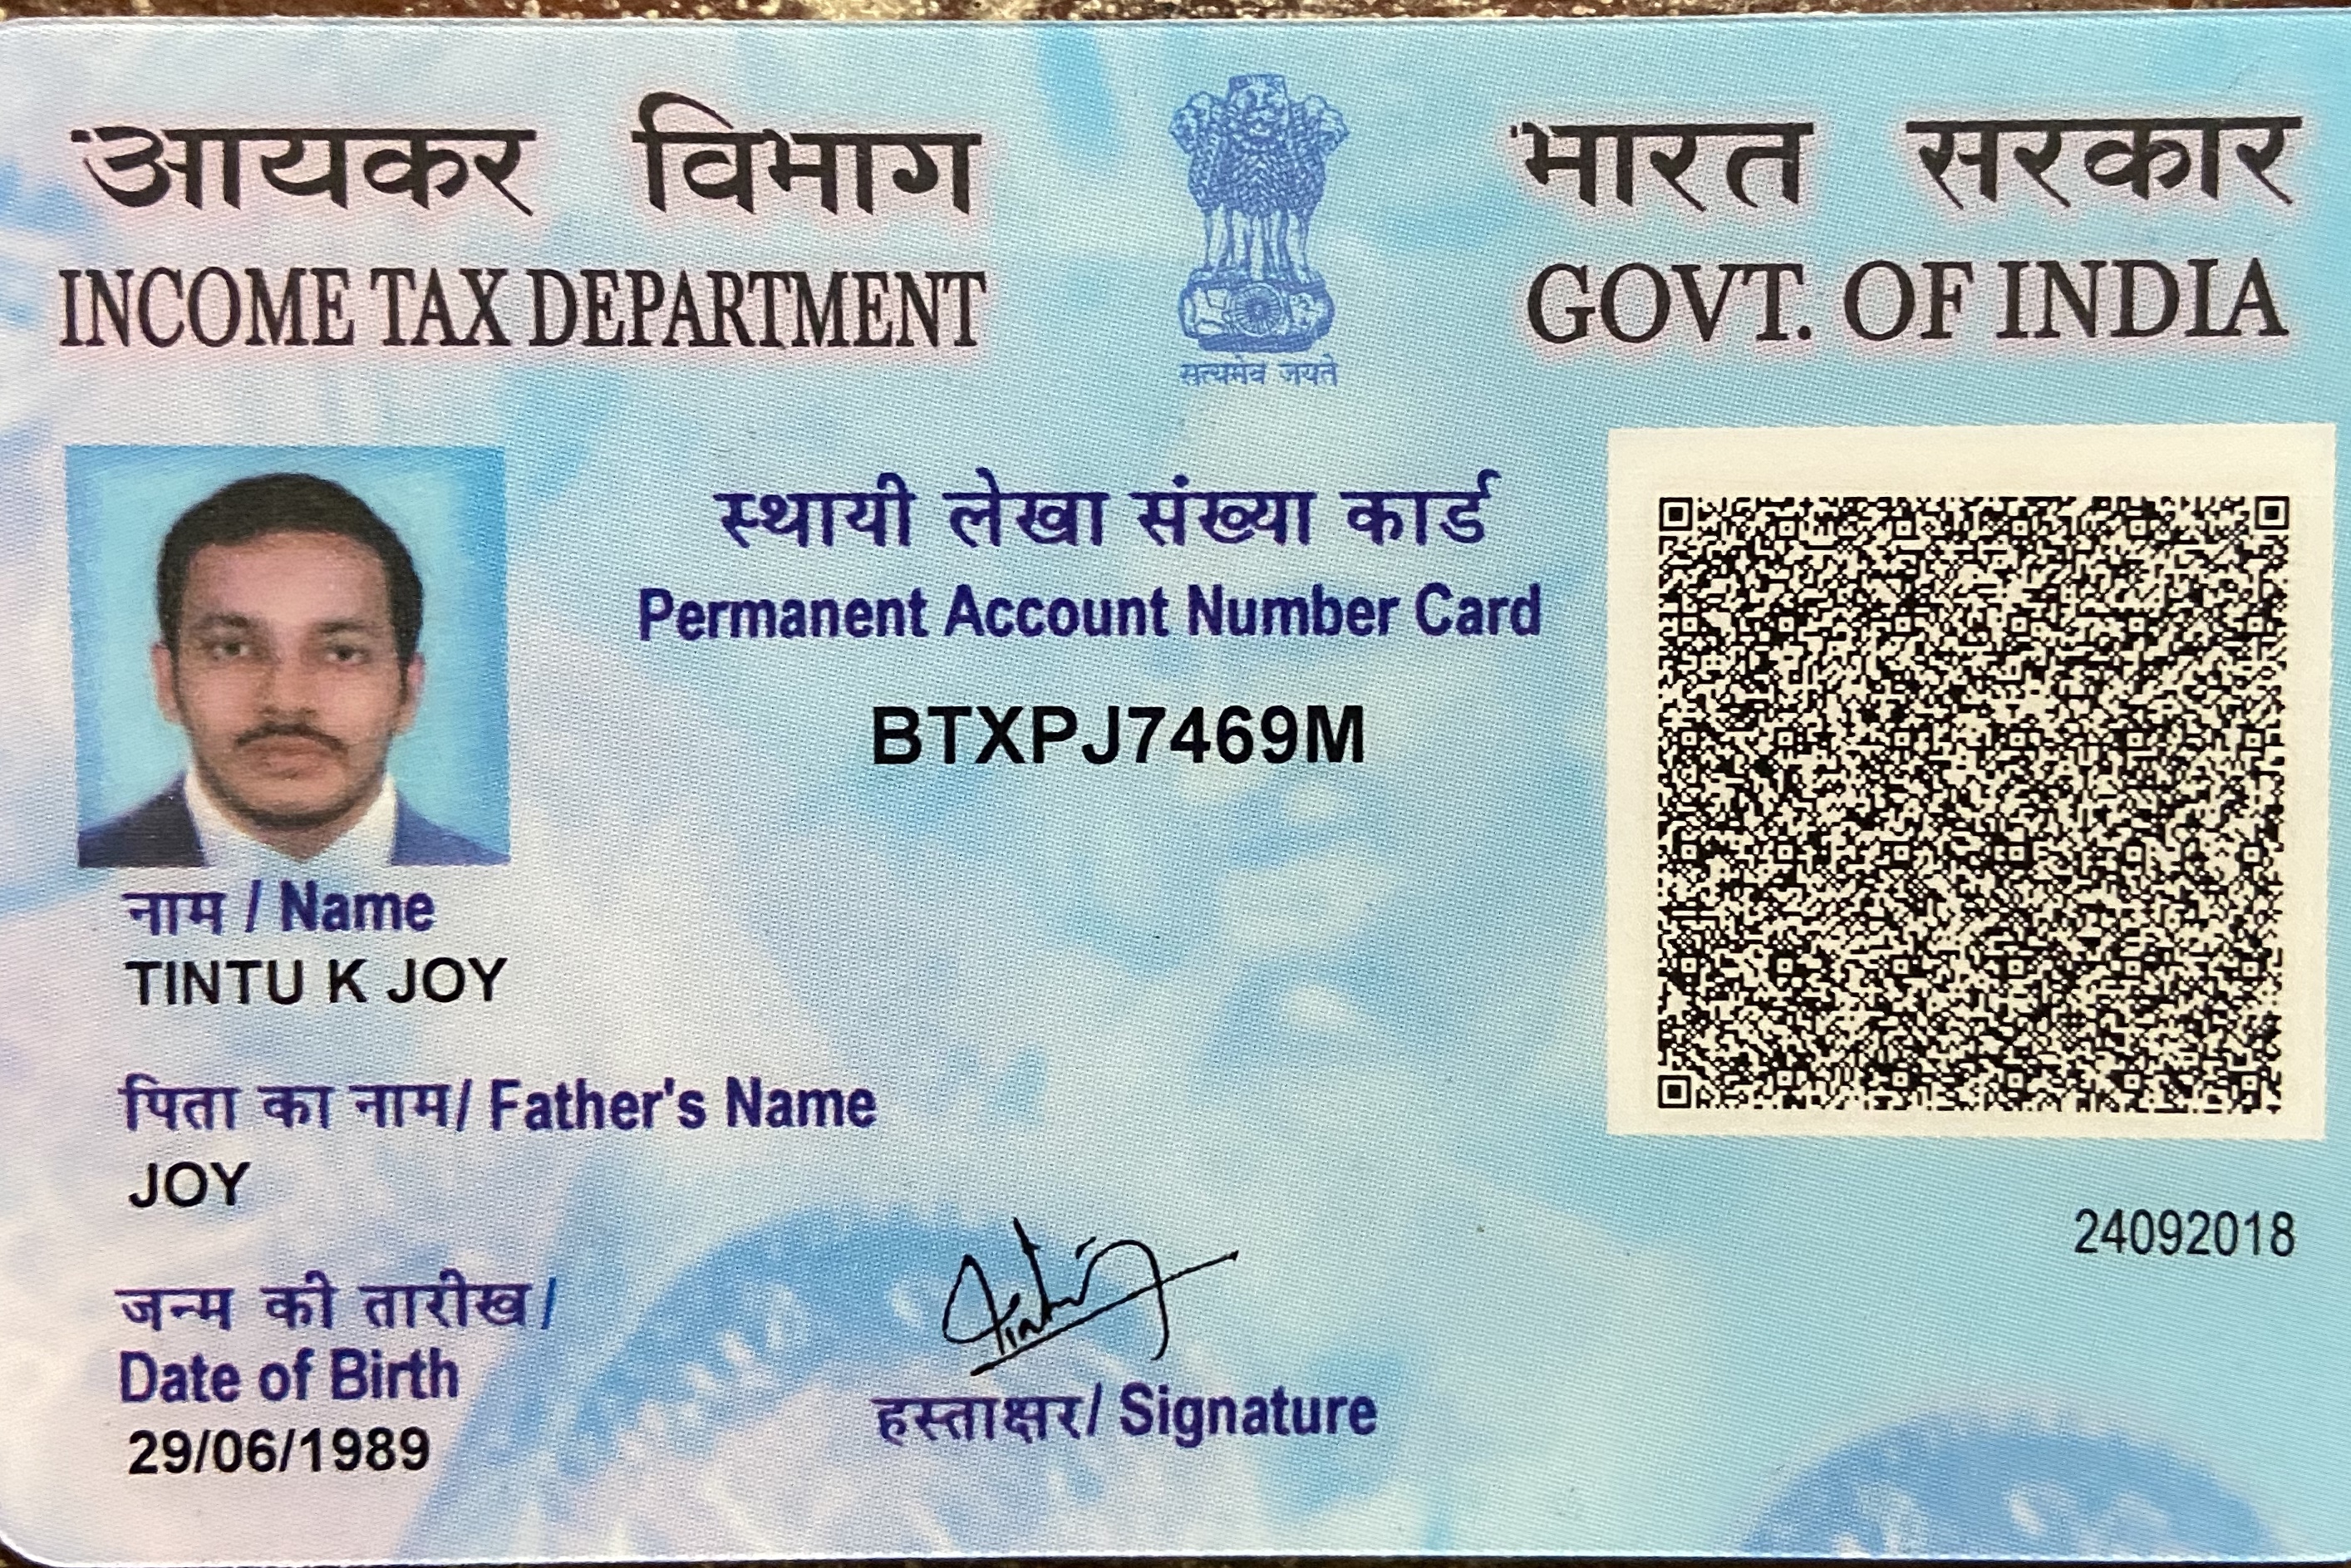 आयकर विभाग
INCOME TAX DEPARTMENT
सत्यमेव जयते
भारत सरकार
GOVT. OF INDIA
स्थायी लेखा संख्या कार्ड
Permanent Account Number Card
BTXPJ7469M
नाम / Name
TINTU K JOY
पिता का नाम/ Father's Name
JOY
जन्म की तारीख/
Date of Birth
29/06/1989
Tintu
हस्ताक्षर/ Signature
24092018